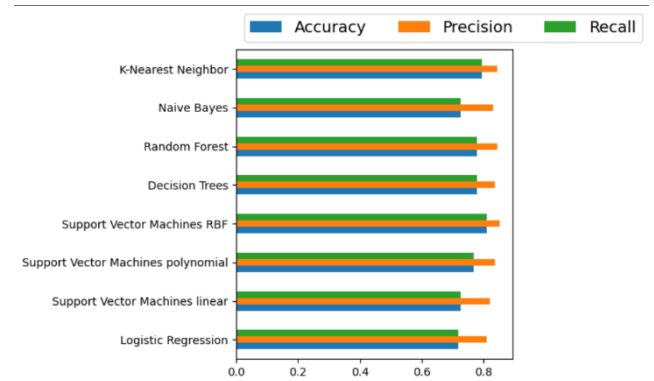 Accuracy Precision Recall
K-Nearest Neighbor
Naive Bayes
Random Forest
Decision Trees
Support Vector Machines RBF
Support Vector Machines polynomial
Support Vector Machines linear
Logistic Regression
0.0 0.2 0.4 0.6 0.8